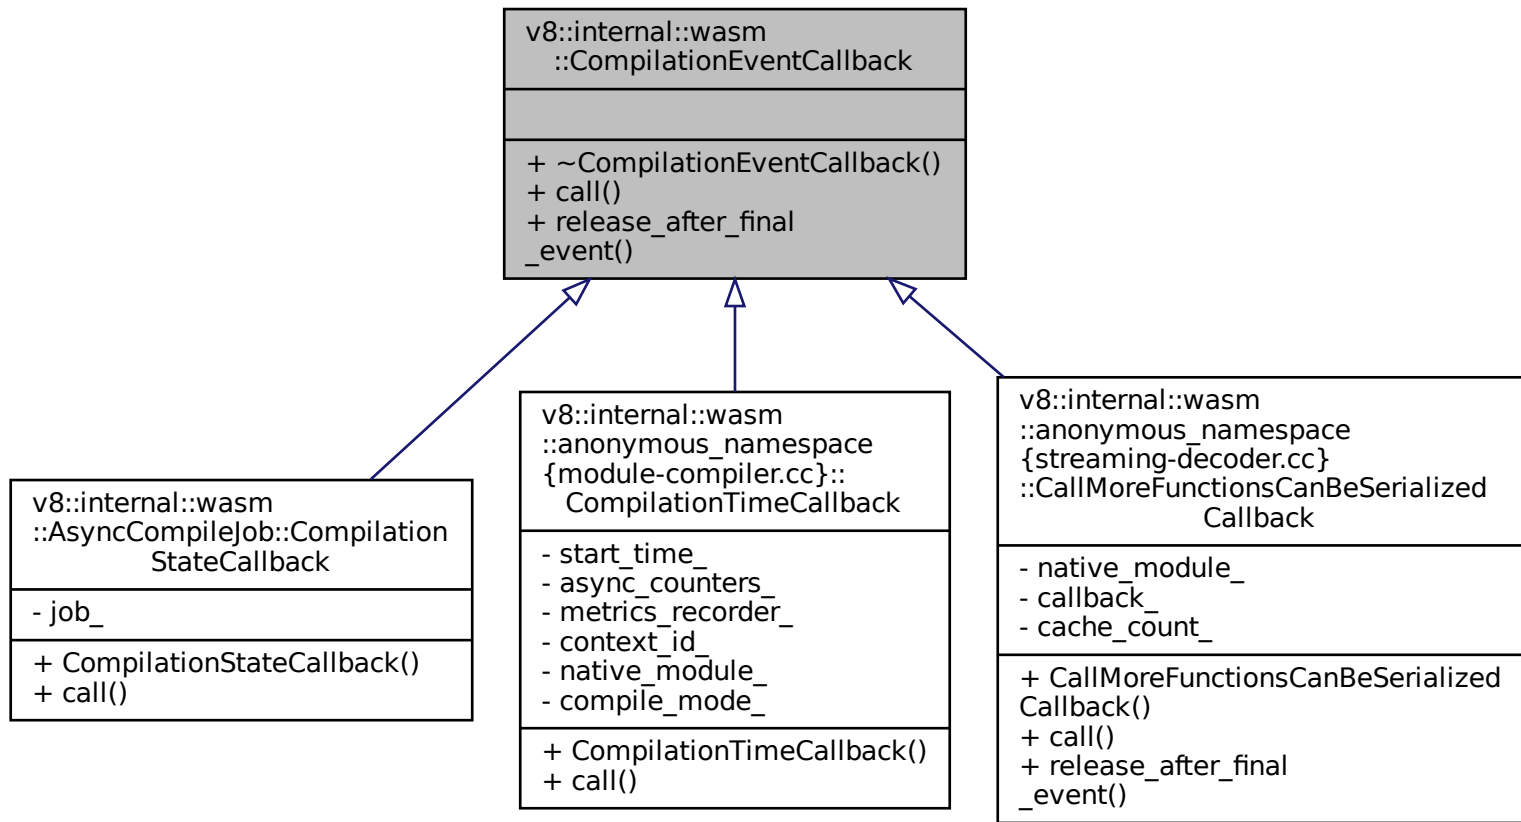 v8::internal::wasm
::CompilationEventCallback
+ ~CompilationEventCallback()
+ call()
+ release_after_final
_event()
v8::internal::wasm
::AsyncCompileJob::Compilation
StateCallback
- job_
+ CompilationStateCallback()
+ call()
v8::internal::wasm
::anonymous_namespace
{module-compiler.cc}::
CompilationTimeCallback
- start_time_
- async_counters_
- metrics_recorder_
- context_id_
- native_module_
- compile_mode_
+ CompilationTimeCallback()
+ call()
v8::internal::wasm
::anonymous_namespace
{streaming-decoder.cc}
::CallMoreFunctionsCanBeSerialized
Callback
- native_module_
- callback_
- cache_count_
+ CallMoreFunctionsCanBeSerialized
Callback()
+ call()
+ release_after_final
_event()